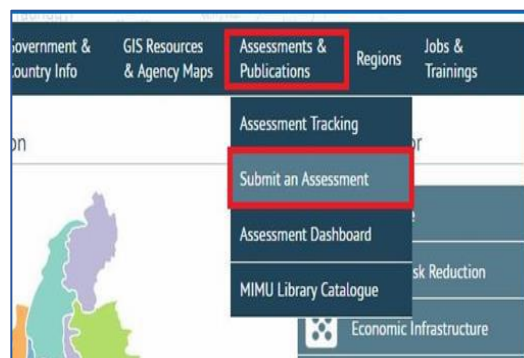 Government & GIS Resources Assessments & Regions Jobs &
Country Info & Agency Maps Publications Trainings
Assessment Tracking
Submit an Assessment
Assessment Dashboard
sk Reduction
MIMU Library Catalogue
Economic Infrastructure